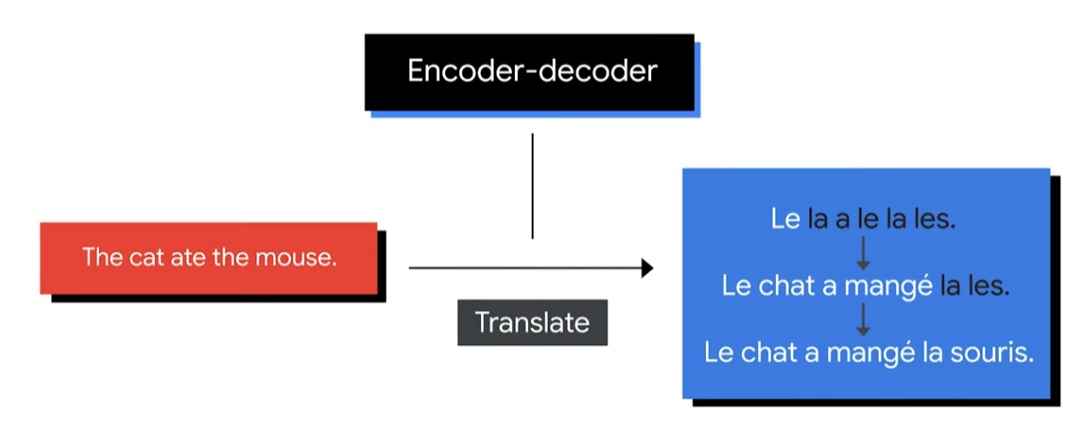 Encoder-decoder
The cat ate the mouse.
Translate
Le la a le la les.
Le chat a mangé la les.
Le chat a mangé la souris.